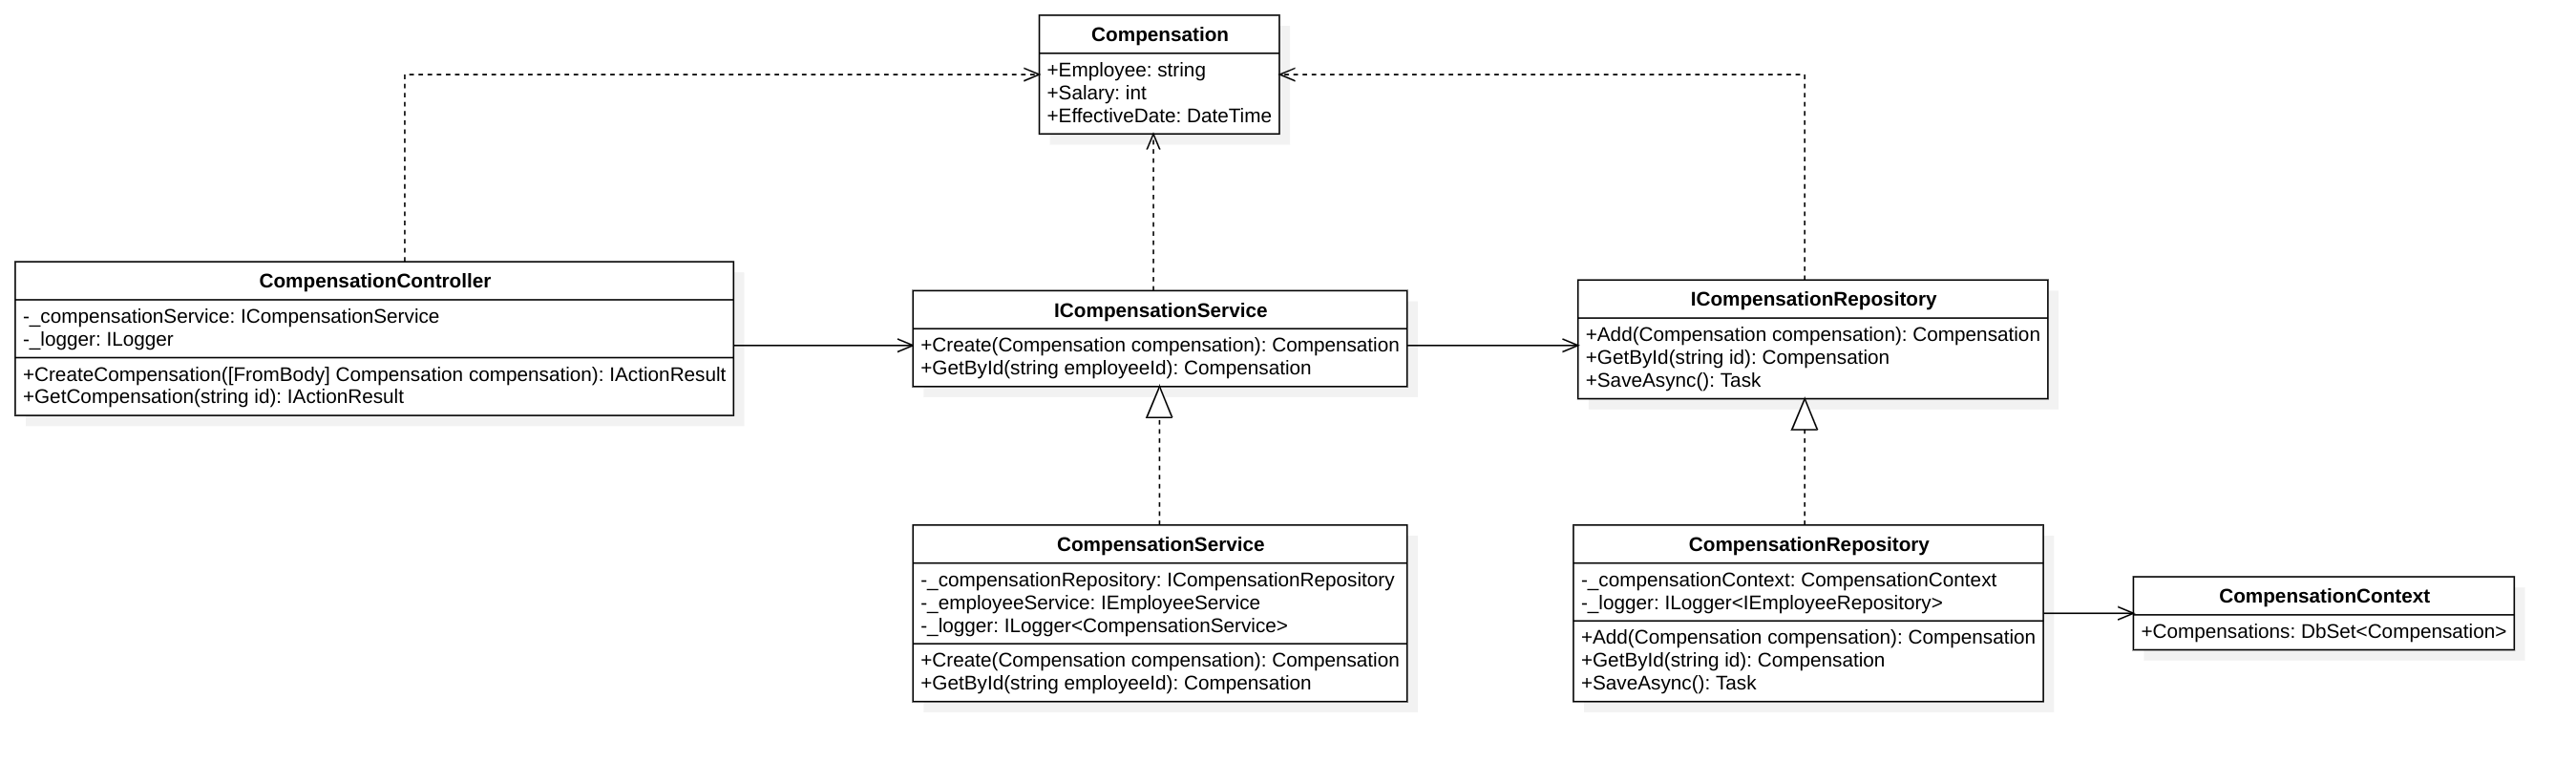 Compensation
+Employee: string
+Salary: int
+EffectiveDate: DateTime
CompensationController
-_compensationService: ICompensationService
-_logger: ILogger
+CreateCompensation([FromBody] Compensation compensation): IActionResult
+GetCompensation(string id): IActionResult
ICompensationService
+Create(Compensation compensation): Compensation
+GetById(string employeeId): Compensation
ICompensationRepository
+Add(Compensation compensation): Compensation
+GetById(string id): Compensation
+SaveAsync(): Task
CompensationService
-_compensationRepository: ICompensationRepository
-_employeeService: IEmployeeService
-_logger: ILogger<CompensationService>
+Create(Compensation compensation): Compensation
+GetById(string employeeId): Compensation
CompensationRepository
-_compensationContext: CompensationContext
-_logger: ILogger<IEmployeeRepository>
+Add(Compensation compensation): Compensation
+GetById(string id): Compensation
+SaveAsync(): Task
CompensationContext
+Compensations: DbSet<Compensation>